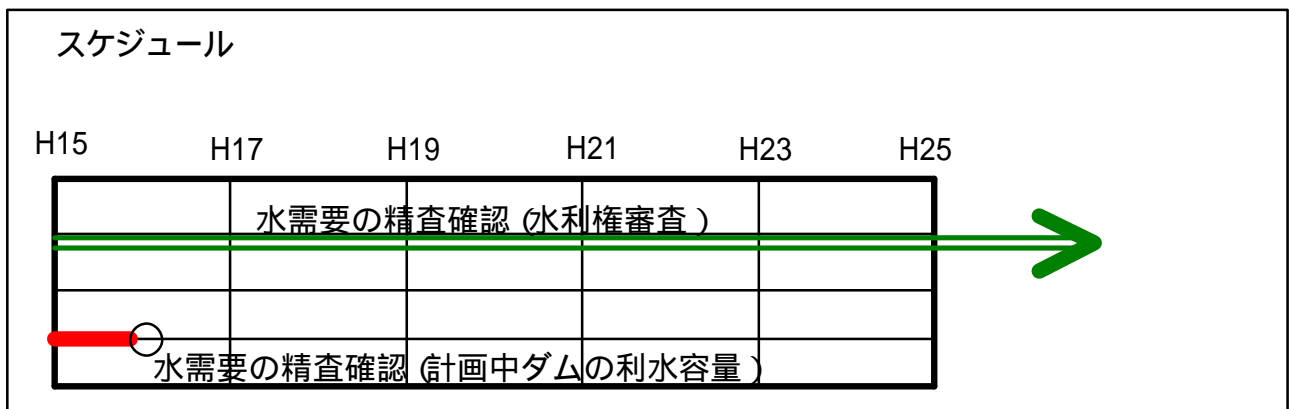 スケジュール
H15 H17 H19 H21 H23 H25
水需要の精査確認（水利権審査）
水需要の精査確認（計画中ダムの利水容量）